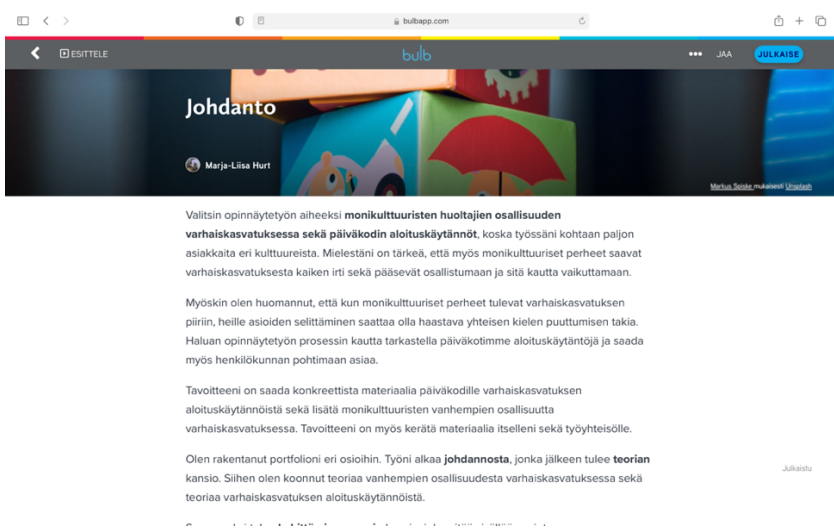 bulbapp.com
ESITTELE
bulb
JAA
JULKAISE
Johdanto
Marja-Liisa Hurt
Markus Spiske mukaisesti Unsplash
Valitsin opinnäytetyön aiheeksi monikulttuuristen huoltajien osallisuuden
varhaiskasvatuksessa sekä päiväkodin aloituskäytännöt, koska työssäni kohtaan paljon
asiakkaita eri kulttuureista. Mielestäni on tärkeä, että myös monikulttuuriset perheet saavat
varhaiskasvatuksesta kaiken irti sekä pääsevät osallistumaan ja sitä kautta vaikuttamaan.
Myöskin olen huomannut, että kun monikulttuuriset perheet tulevat varhaiskasvatuksen
piiriin, heille asioiden selittäminen saattaa olla haastava yhteisen kielen puuttumisen takia.
Haluan opinnäytetyön prosessin kautta tarkastella päiväkotimme aloituskäytäntöjä ja saada
myös henkilökunnan pohtimaan asiaa.
Tavoitteeni on saada konkreettista materiaalia päiväkodille varhaiskasvatuksen
aloituskäytännöistä sekä lisätä monikulttuuristen vanhempien osallisuutta
varhaiskasvatuksessa. Tavoitteeni on myös kerätä materiaalia itselleni sekä työyhteisölle.
Olen rakentanut portfolioni eri osioihin. Työni alkaa johdannosta, jonka jälkeen tulee teorian
kansio. Siihen olen koonnut teoriaa vanhempien osallisuudesta varhaiskasvatuksessa sekä
teoriaa varhaiskasvatuksen aloituskäytännöistä.
Julkaistu